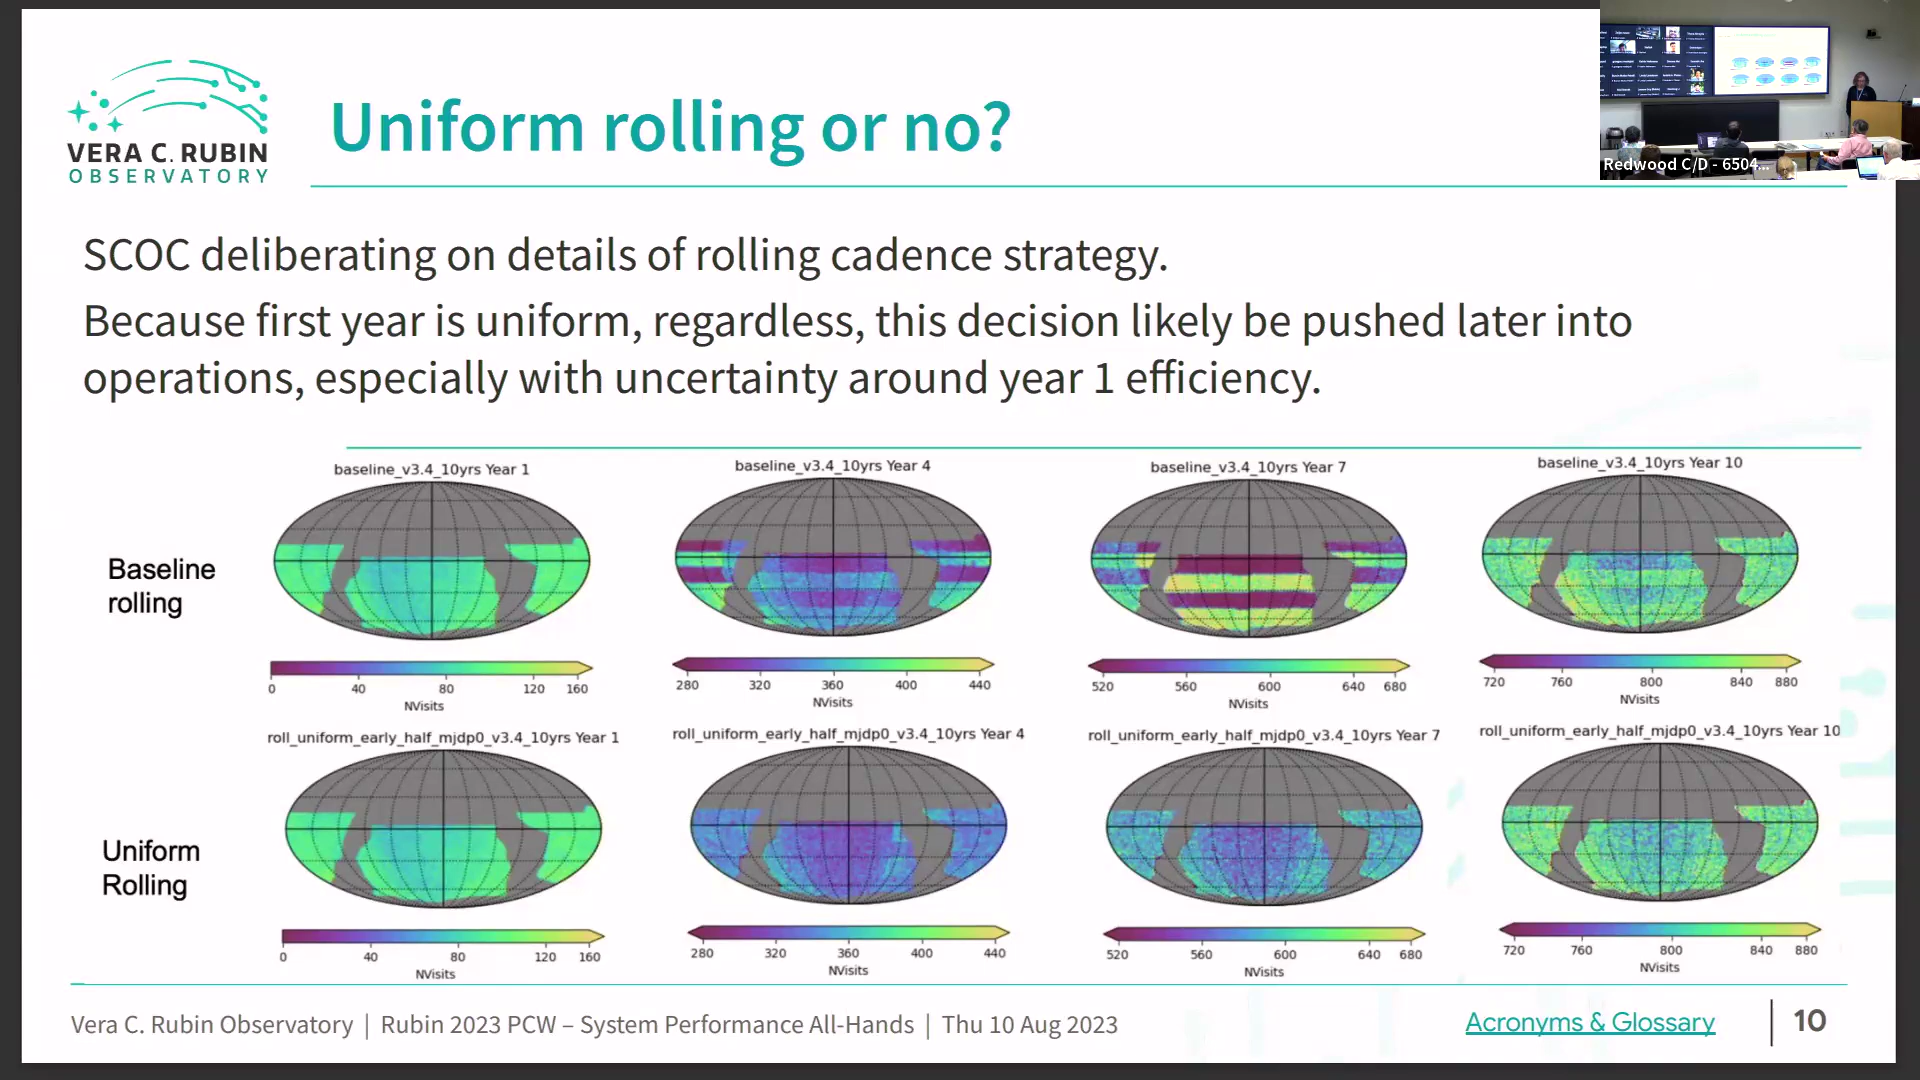 VERA C. RUBIN
OBSERVATORY
Uniform rolling or no?
Redwood C/D - 6504...
SCOC deliberating on details of rolling cadence strategy.
Because first year is uniform, regardless, this decision likely be pushed later into
operations, especially with uncertainty around year 1 efficiency.
baseline_v3.4_10yrs Year 1
baseline_v3.4_10yrs Year 4
baseline_v3.4_10yrs Year 7
baseline_v3.4_10yrs Year 10
Baseline
rolling
0 40 80 120 160
NVisits
280 320 360 400 440
NVisits
520 560 600 640 680
NVisits
720 760 800 840 880
NVisits
roll_uniform_early_half_mjdp0_v3.4_10yrs Year 1
roll_uniform_early_half_mjdp0_v3.4_10yrs Year 4
roll_uniform_early_half_mjdp0_v3.4_10yrs Year 7
roll_uniform_early_half_mjdp0_v3.4_10yrs Year 10
Uniform
Rolling
0 40 80 120 160
NVisits
280 320 360 400 440
NVisits
520 560 600 640 680
NVisits
720 760 800 840 880
NVisits
Vera C. Rubin Observatory | Rubin 2023 PCW – System Performance All-Hands | Thu 10 Aug 2023
Acronyms & Glossary
10